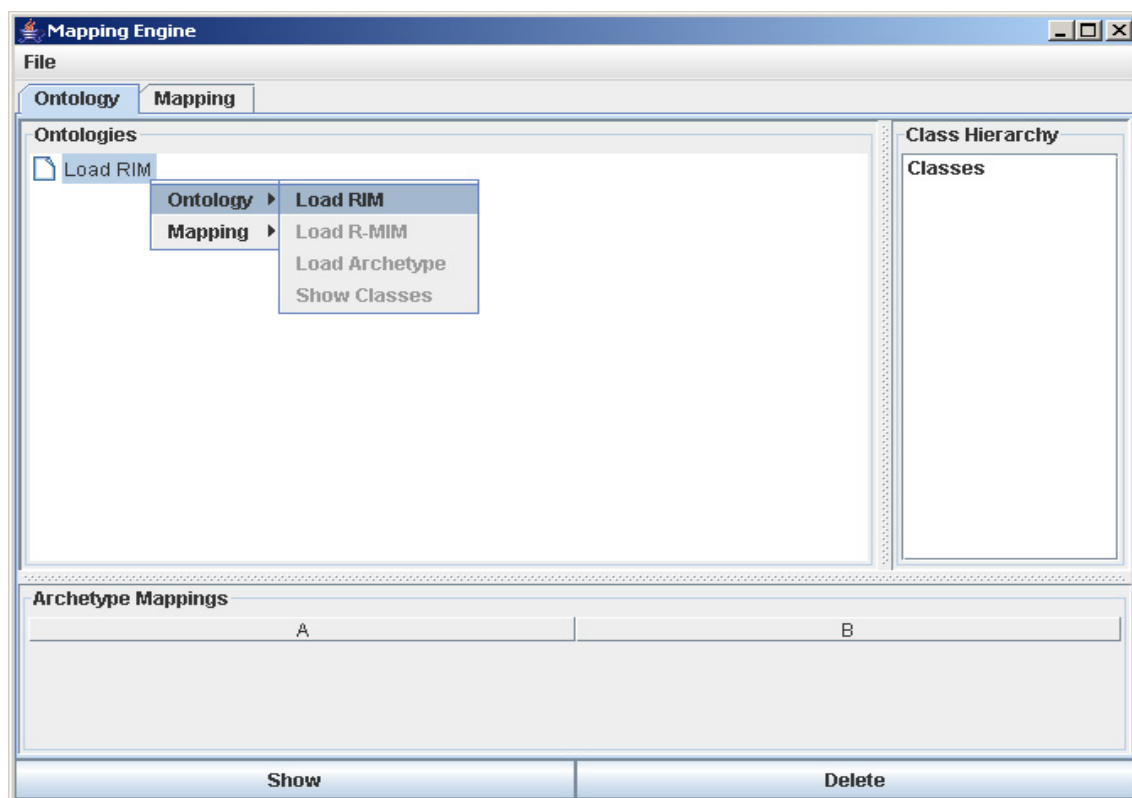 Mapping Engine
File
Ontology Mapping
Ontologies
Class Hierarchy
Load RIM
Classes
Ontology Load RIM
Mapping Load R-MIM
Load Archetype
Show Classes
Archetype Mappings
A B
Show Delete